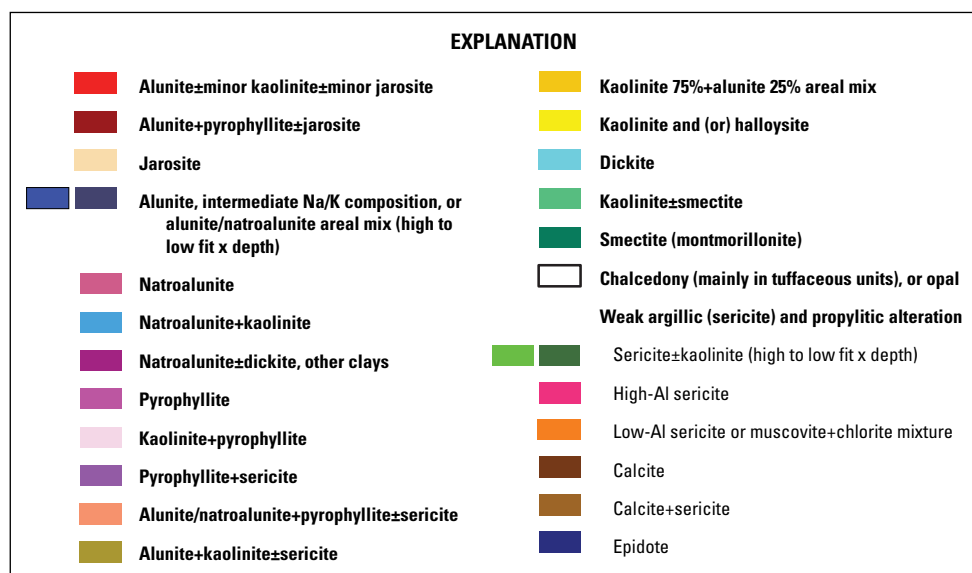 EXPLANATION
Alunite±minor kaolinite±minor jarosite
Alunite+pyrophyllite±jarosite
Jarosite
Alunite, intermediate Na/K composition, or
alunite/natroalunite areal mix (high to
low fit x depth)
Natroalunite
Natroalunite+kaolinite
Natroalunite±dickite, other clays
Pyrophyllite
Kaolinite+pyrophyllite
Pyrophyllite+sericite
Alunite/natroalunite+pyrophyllite±sericite
Alunite+kaolinite±sericite
Kaolinite 75%+alunite 25% areal mix
Kaolinite and (or) halloysite
Dickite
Kaolinite±smectite
Smectite (montmorillonite)
Chalcedony (mainly in tuffaceous units), or opal
Weak argillic (sericite) and propylitic alteration
Sericite±kaolinite (high to low fit x depth)
High-Al sericite
Low-Al sericite or muscovite+chlorite mixture
Calcite
Calcite+sericite
Epidote